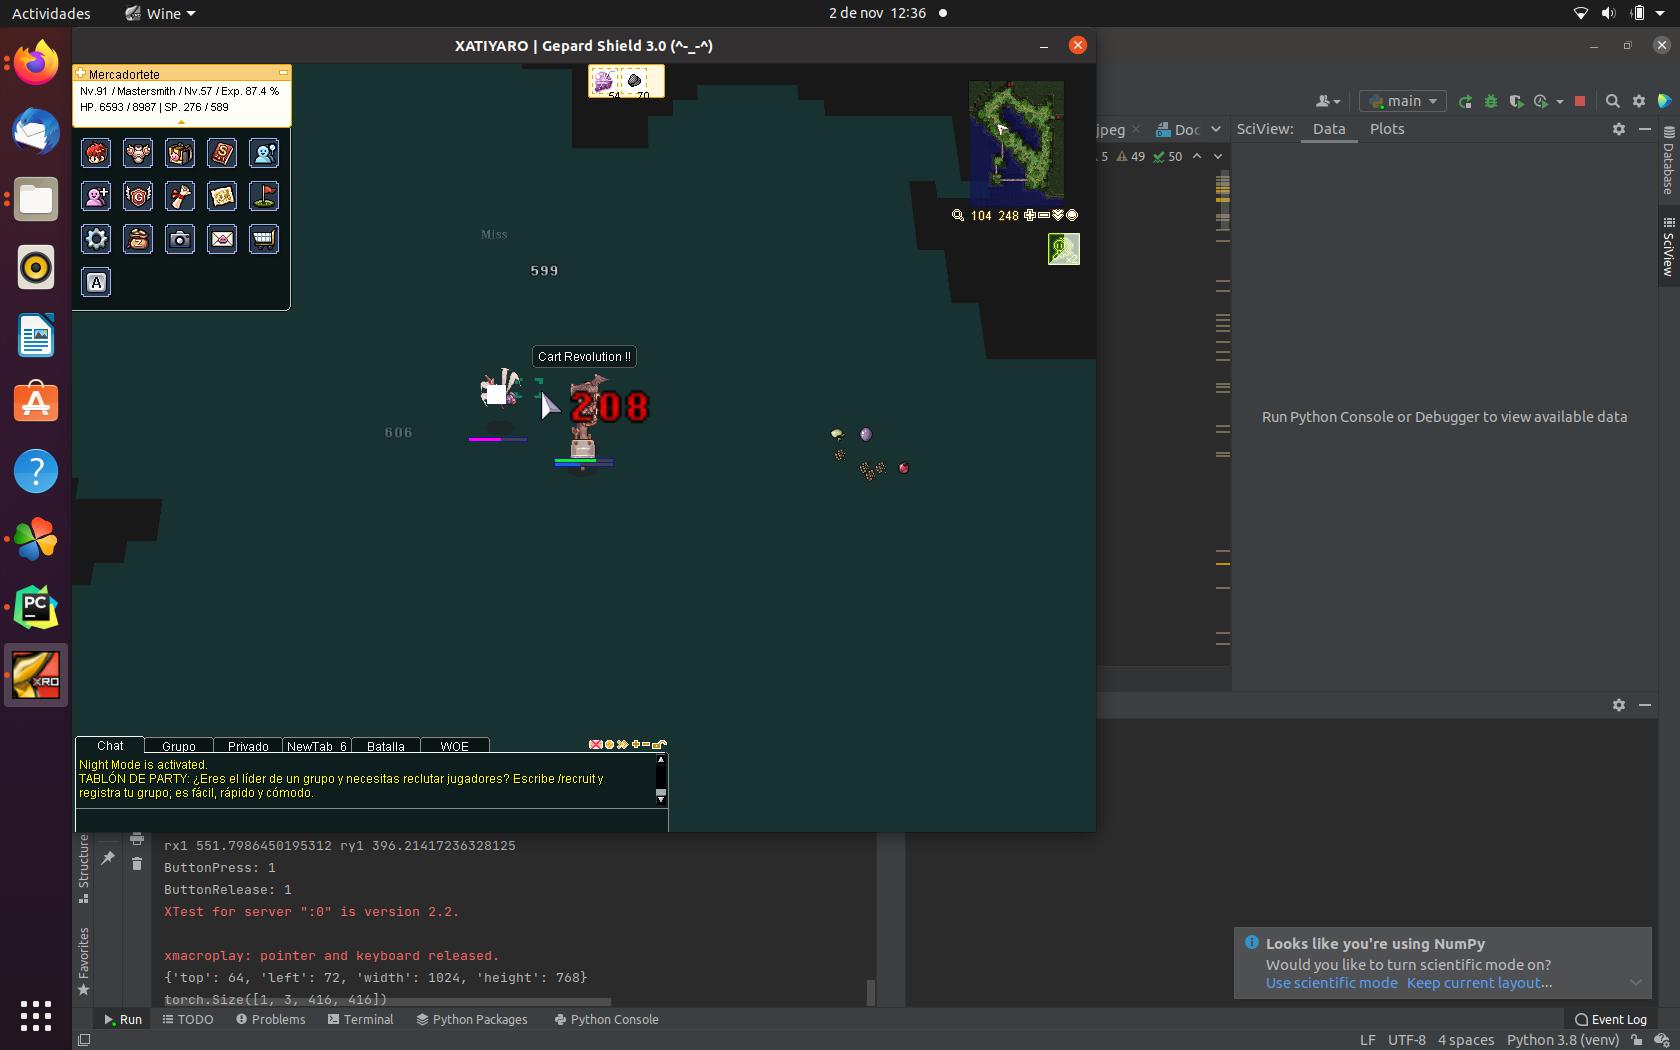 Actividades
Wine
2 de nov 12:36
XATIYARO | Gepard Shield 3.0 (^-_-^)
Mercadortete
Nv.91 / Mastersmith / Nv.57 / Exp. 87.4 %
HP. 6593 / 8987 | SP. 276 / 589
54 70
S
G
A
104 248
x2
Miss
599
Cart Revolution !!
208
606
Chat Grupo Privado NewTab_6 Batalla WOE
Night Mode is activated.
TABLÓN DE PARTY: ¿Eres el líder de un grupo y necesitas reclutar jugadores? Escribe /recruit y
registra tu grupo; es fácil, rápido y cómodo.
PC
XRO
main
jpeg
Doc
SciView: Data Plots
5 49 50
Database
SciView
Run Python Console or Debugger to view available data
Structure
Favorites
rx1 551.7986450195312 ry1 396.21417236328125
ButtonPress: 1
ButtonRelease: 1
XTest for server ":0" is version 2.2.
xmacroplay: pointer and keyboard released.
{'top': 64, 'left': 72, 'width': 1024, 'height': 768}
torch.Size([1, 3, 416, 416])
Looks like you're using NumPy
Would you like to turn scientific mode on?
Use scientific mode Keep current layout...
Run TODO Problems Terminal Python Packages Python Console Event Log
LF UTF-8 4 spaces Python 3.8 (venv)